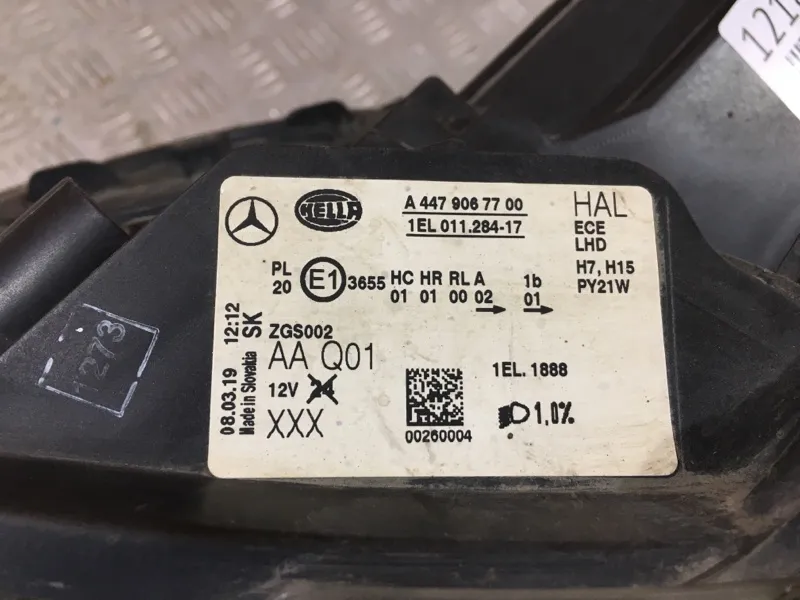 HELLA
A 447 906 77 00
1EL 011.284-17
HAL
ECE
LHD
H7, H15
PY21W
PL
20
E1
3655
HC HR RL A
01 01 00 02
1b
01
08.03.19 12:12
Made in Slovakia SK
ZGS002
AA Q01
12V
XXX
00260004
1EL. 1888
1,0%
1273